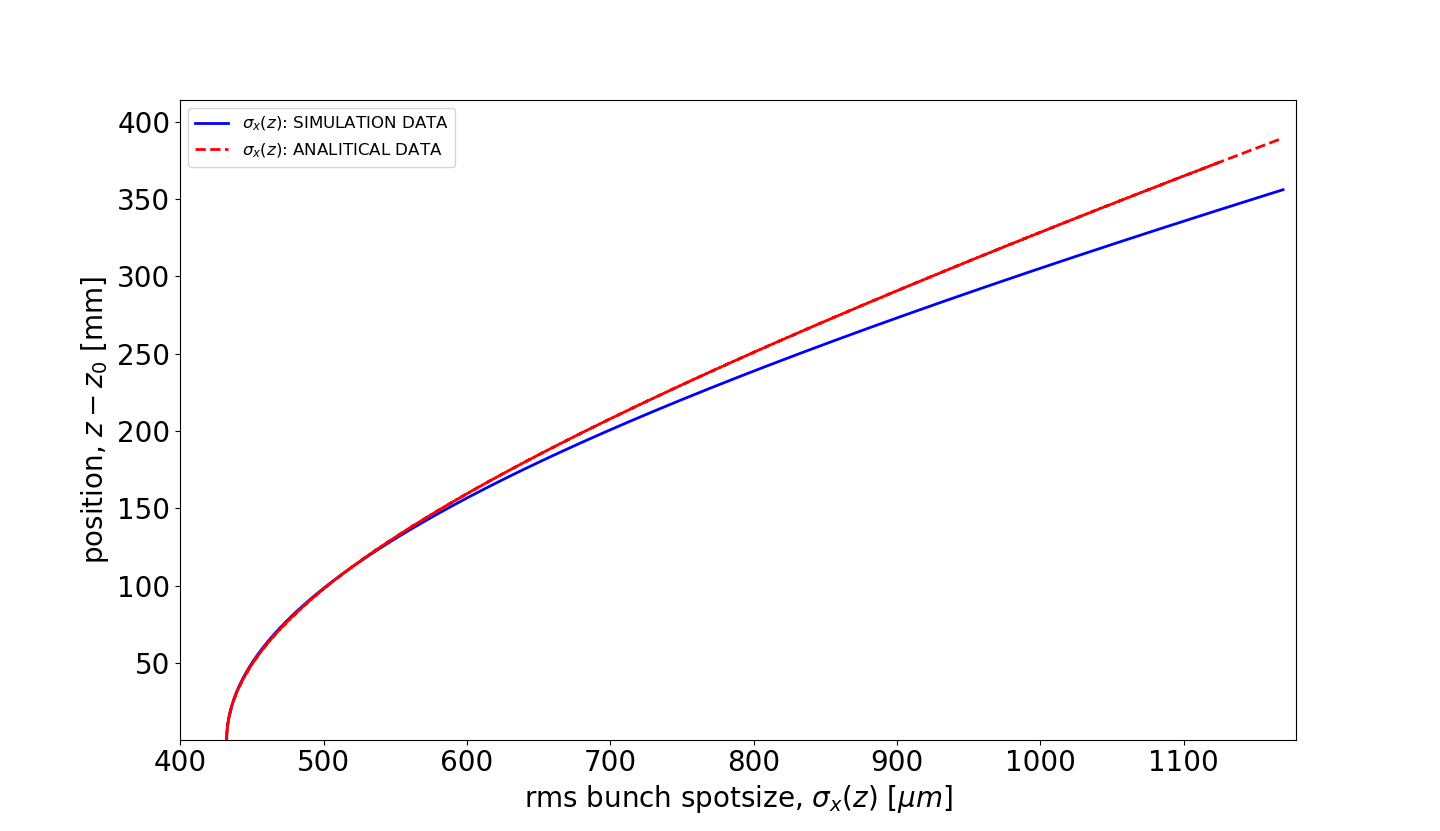 σₓ(z): SIMULATION DATA
σₓ(z): ANALITICAL DATA
400
350
300
250
200
150
100
50
position, z − z₀ [mm]
400 500 600 700 800 900 1000 1100
rms bunch spotsize, σₓ(z) [μm]